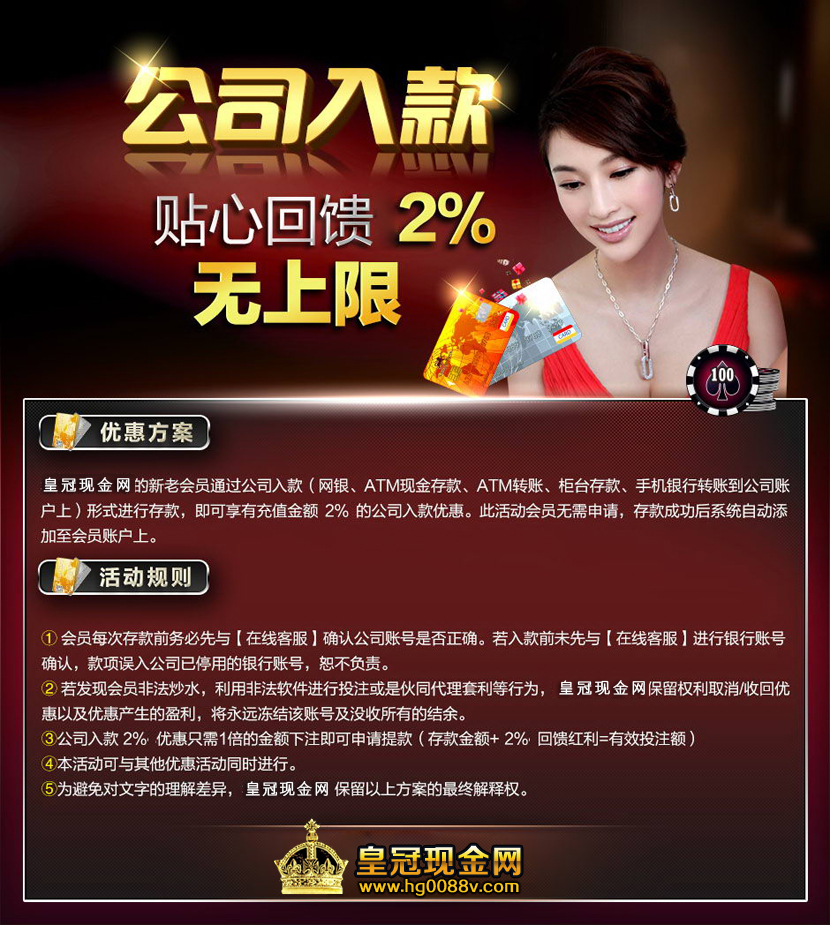 公司入款
贴心回馈 2%
无上限
100
优惠方案
皇冠现金网的新老会员通过公司入款（网银、ATM现金存款、ATM转账、柜台存款、手机银行转账到公司账
户上）形式进行存款，即可享有充值金额 2% 的公司入款优惠。此活动会员无需申请，存款成功后系统自动添
加至会员账户上。
活动规则
① 会员每次存款前务必先与【在线客服】确认公司账号是否正确。若入款前未先与【在线客服】进行银行账号
确认，款项误入公司已停用的银行账号，恕不负责。
② 若发现会员非法炒水，利用非法软件进行投注或是伙同代理套利等行为， 皇冠现金网保留权利取消/收回优
惠以及优惠产生的盈利，将永远冻结该账号及没收所有的结余。
③公司入款 2% 优惠只需1倍的金额下注即可申请提款（存款金额+ 2% 回馈红利=有效投注额）
④本活动可与其他优惠活动同时进行。
⑤为避免对文字的理解差异， 皇冠现金网 保留以上方案的最终解释权。
皇冠现金网
www.hg0088v.com